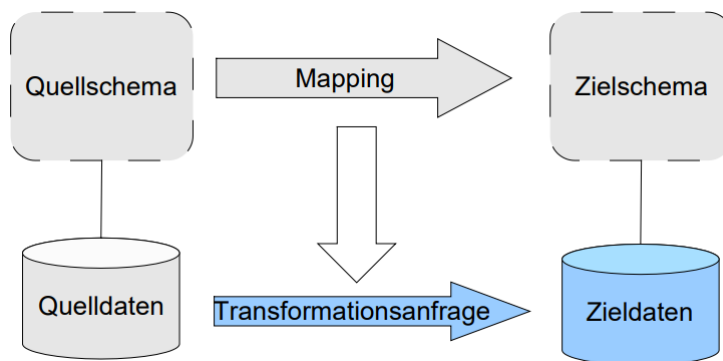 Quellschema
Mapping
Zielschema
Quelldaten
Transformationsanfrage
Zieldaten